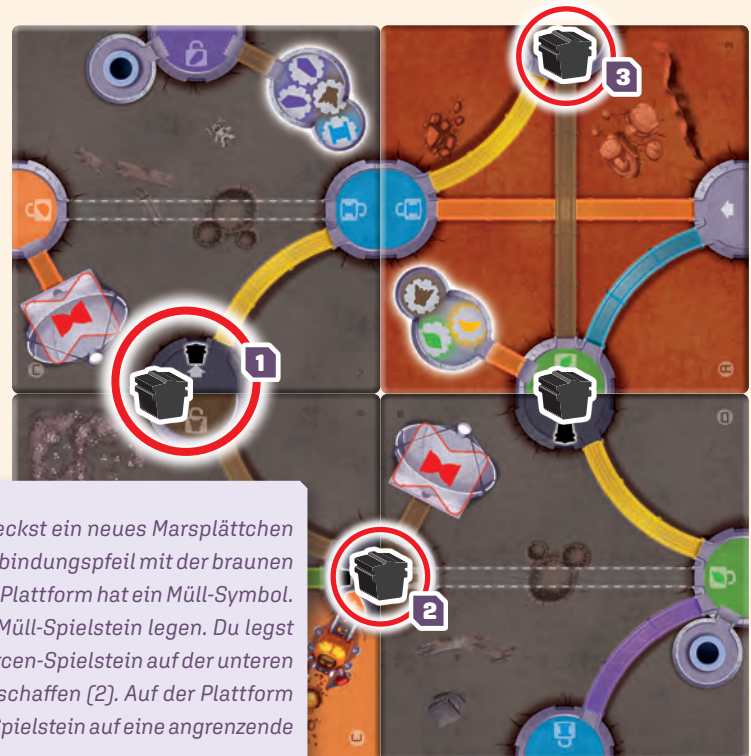 3
1
2
eckst ein neues Marsplättchen
bindungspfeil mit der braunen
Plattform hat ein Müll-Symbol.
Müll-Spielstein legen. Du legst
rcen-Spielstein auf der unteren
schaffen (2). Auf der Plattform
Spielstein auf eine angrenzende